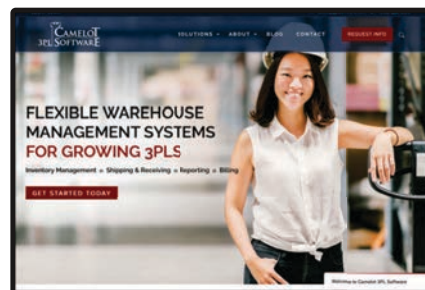 CAMELOT
3PL SOFTWARE
SOLUTIONS ABOUT BLOG CONTACT REQUEST INFO
FLEXIBLE WAREHOUSE
MANAGEMENT SYSTEMS
FOR GROWING 3PLS
Inventory Management » Shipping & Receiving » Reporting » Billing
GET STARTED TODAY
Welcome to Camelot 3PL Software